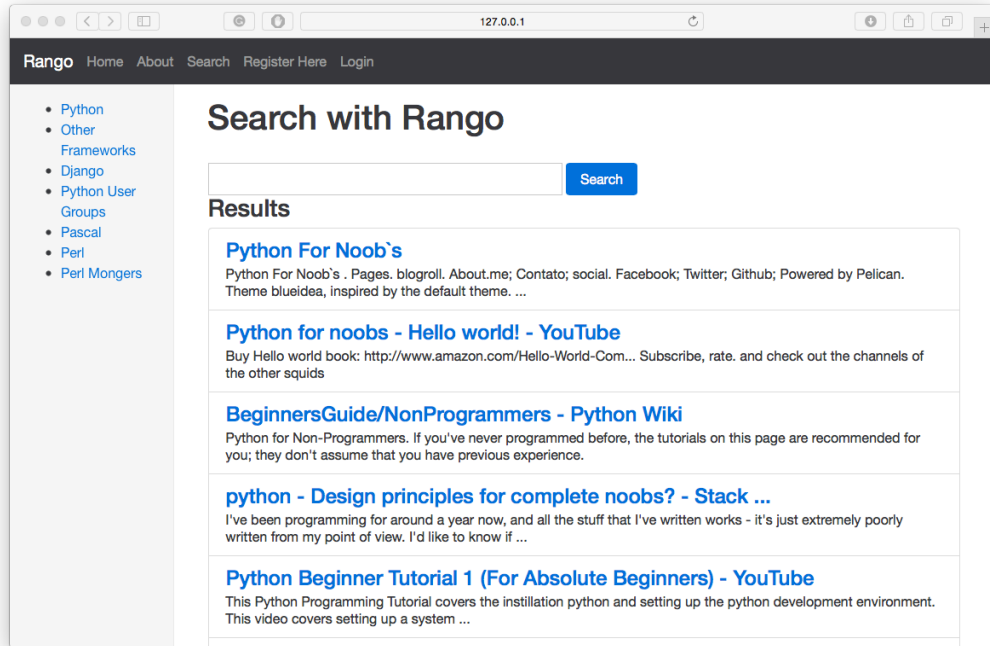 127.0.0.1
Rango Home About Search Register Here Login
Python
Other
Frameworks
Django
Python User
Groups
Pascal
Perl
Perl Mongers
Search with Rango
Search
Results
Python For Noob`s
Python For Noob`s . Pages. blogroll. About.me; Contato; social. Facebook; Twitter; Github; Powered by Pelican.
Theme blueidea, inspired by the default theme. ...
Python for noobs - Hello world! - YouTube
Buy Hello world book: http://www.amazon.com/Hello-World-Com... Subscribe, rate. and check out the channels of
the other squids
BeginnersGuide/NonProgrammers - Python Wiki
Python for Non-Programmers. If you've never programmed before, the tutorials on this page are recommended for
you; they don't assume that you have previous experience.
python - Design principles for complete noobs? - Stack ...
I've been programming for around a year now, and all the stuff that I've written works - it's just extremely poorly
written from my point of view. I'd like to know if ...
Python Beginner Tutorial 1 (For Absolute Beginners) - YouTube
This Python Programming Tutorial covers the instillation python and setting up the python development environment.
This video covers setting up a system ...